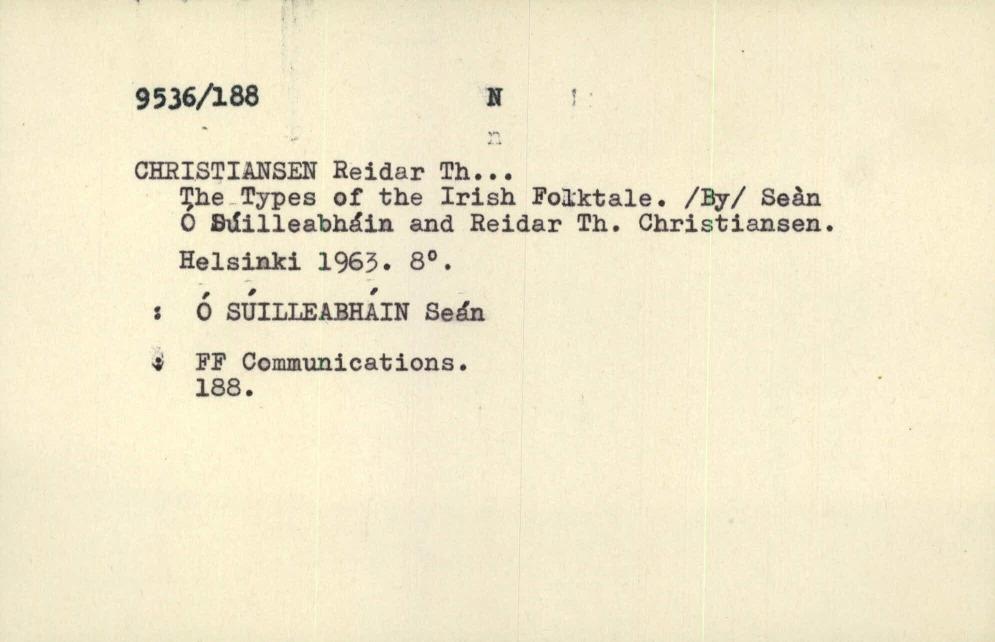 9536/188 N
n
CHRISTIANSEN Reidar Th...
The Types of the Irish Folktale. /By/ Seàn
Ó Súilleabháin and Reidar Th. Christiansen.
Helsinki 1963. 8°.
: Ó SÚILLEABHÁIN Seán
: FF Communications.
188.